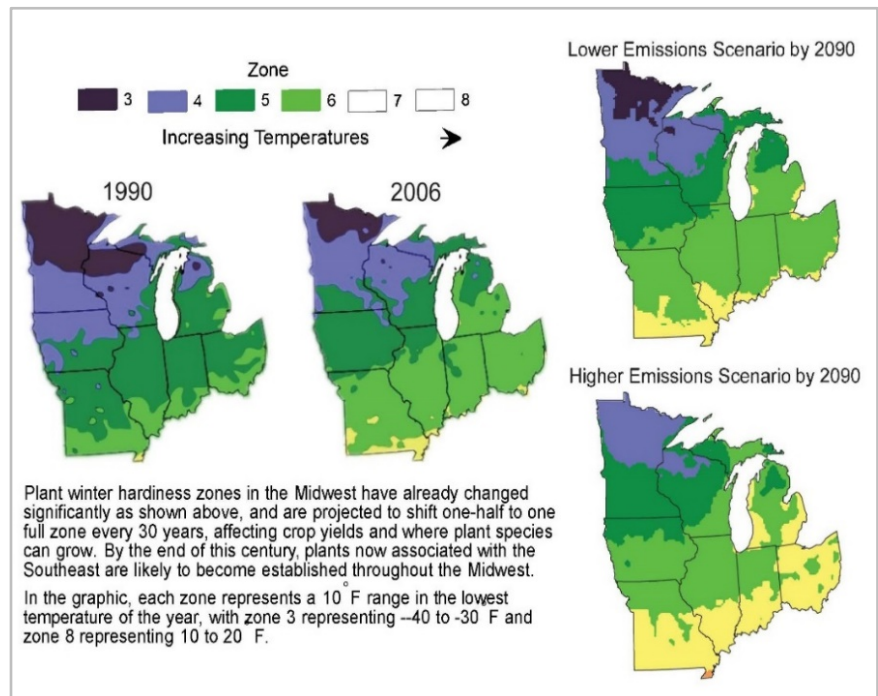 Zone
3 4 5 6 7 8
Increasing Temperatures
1990
2006
Lower Emissions Scenario by 2090
Higher Emissions Scenario by 2090
Plant winter hardiness zones in the Midwest have already changed
significantly as shown above, and are projected to shift one-half to one
full zone every 30 years, affecting crop yields and where plant species
can grow. By the end of this century, plants now associated with the
Southeast are likely to become established throughout the Midwest.
In the graphic, each zone represents a 10°F range in the lowest
temperature of the year, with zone 3 representing --40 to -30 °F and
zone 8 representing 10 to 20 °F.